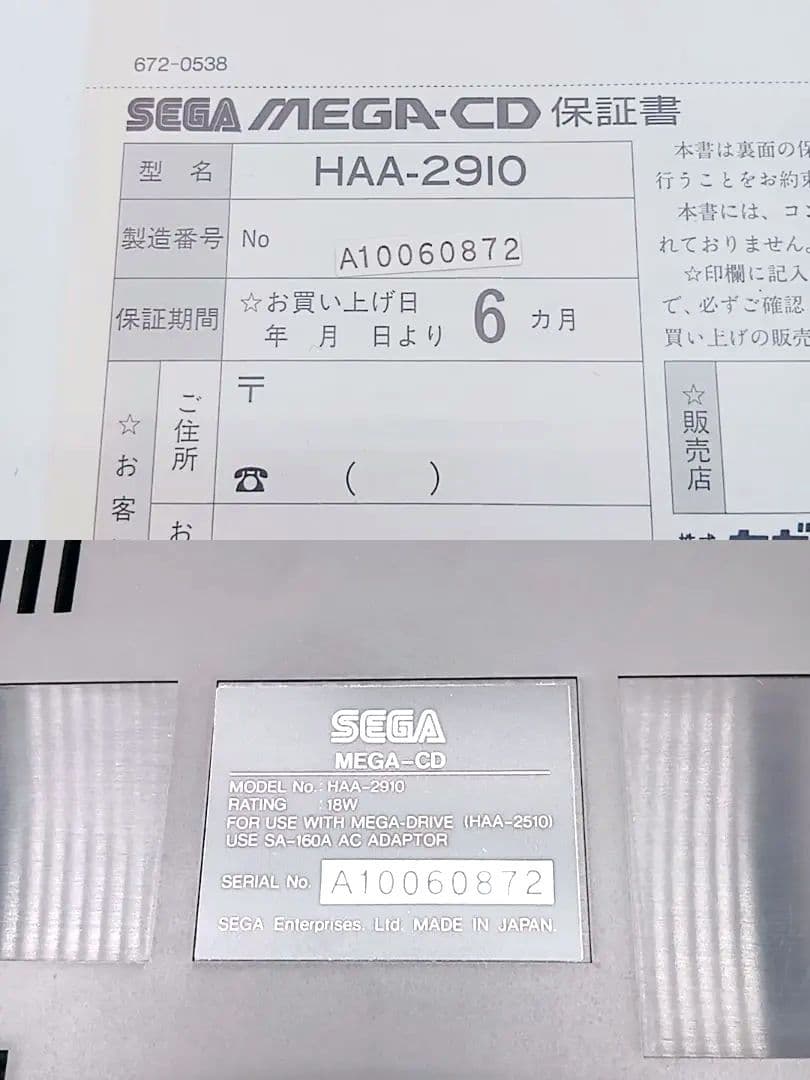 672-0538
SEGA MEGA-CD 保証書
型 名 HAA-2910
製造番号 No A10060872
保証期間 ☆お買い上げ日 年 月 日より 6 カ月
☆お客
ご住所
〒
☎ ( )
お
本書は裏面の保
行うことをお約束
本書には、コン
れておりません。
☆印欄に記入
で、必ずご確認
買い上げの販売
☆販売店
SEGA
MEGA-CD
MODEL No. : HAA-2910
RATING : 18W
FOR USE WITH MEGA-DRIVE (HAA-2510)
USE SA-160A AC ADAPTOR
SERIAL No. A10060872
SEGA Enterprises. Ltd. MADE IN JAPAN.